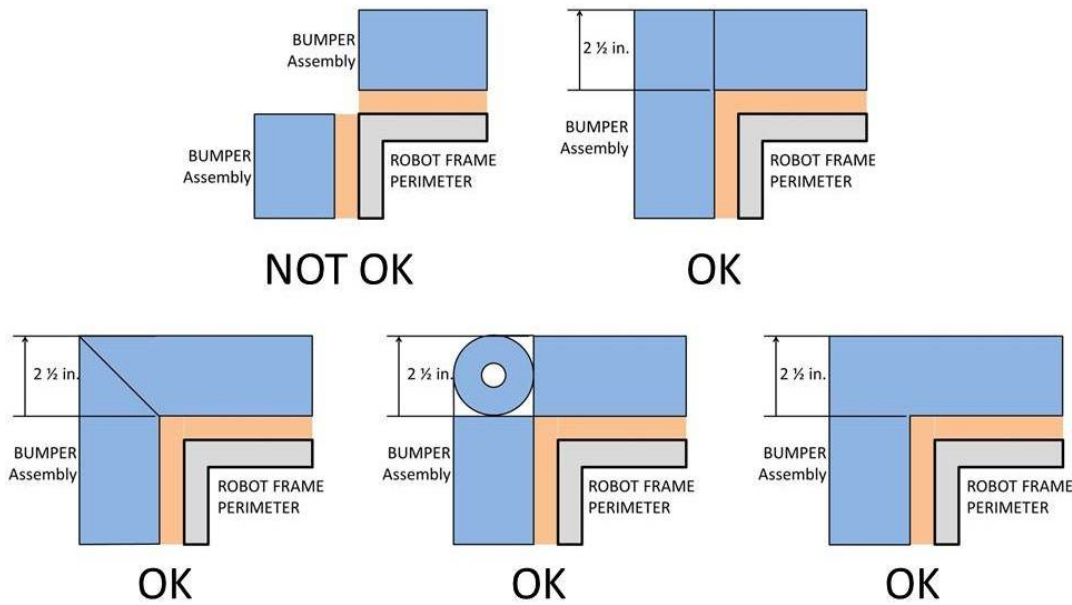 BUMPER
Assembly
BUMPER
Assembly
ROBOT FRAME
PERIMETER
NOT OK
2 ½ in.
BUMPER
Assembly
ROBOT FRAME
PERIMETER
OK
2 ½ in.
BUMPER
Assembly
ROBOT FRAME
PERIMETER
OK
2 ½ in.
BUMPER
Assembly
ROBOT FRAME
PERIMETER
OK
2 ½ in.
BUMPER
Assembly
ROBOT FRAME
PERIMETER
OK